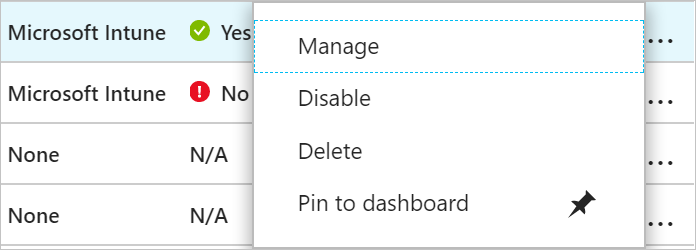 Microsoft Intune Yes ...
Manage
Microsoft Intune No ...
Disable
None N/A ...
Delete
None N/A ...
Pin to dashboard